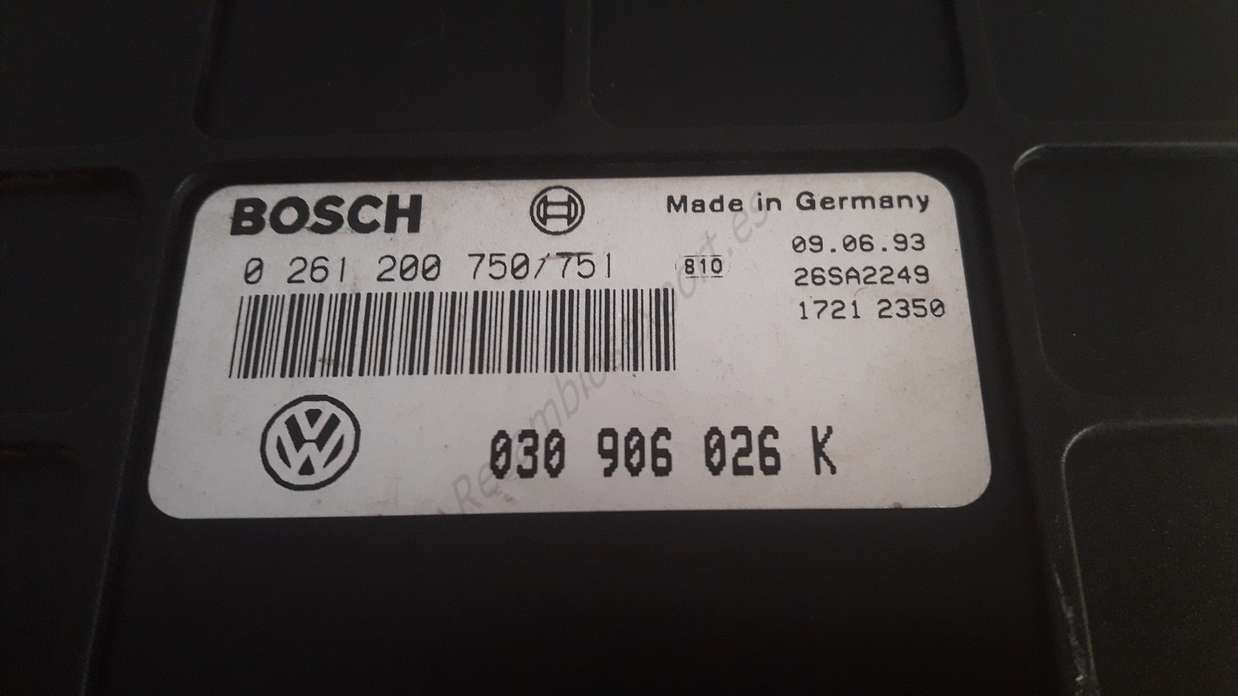 BOSCH
Made in Germany
0 261 200 750/751
810
09.06.93
26SA2249
1721 2350
VW
030 906 026 K